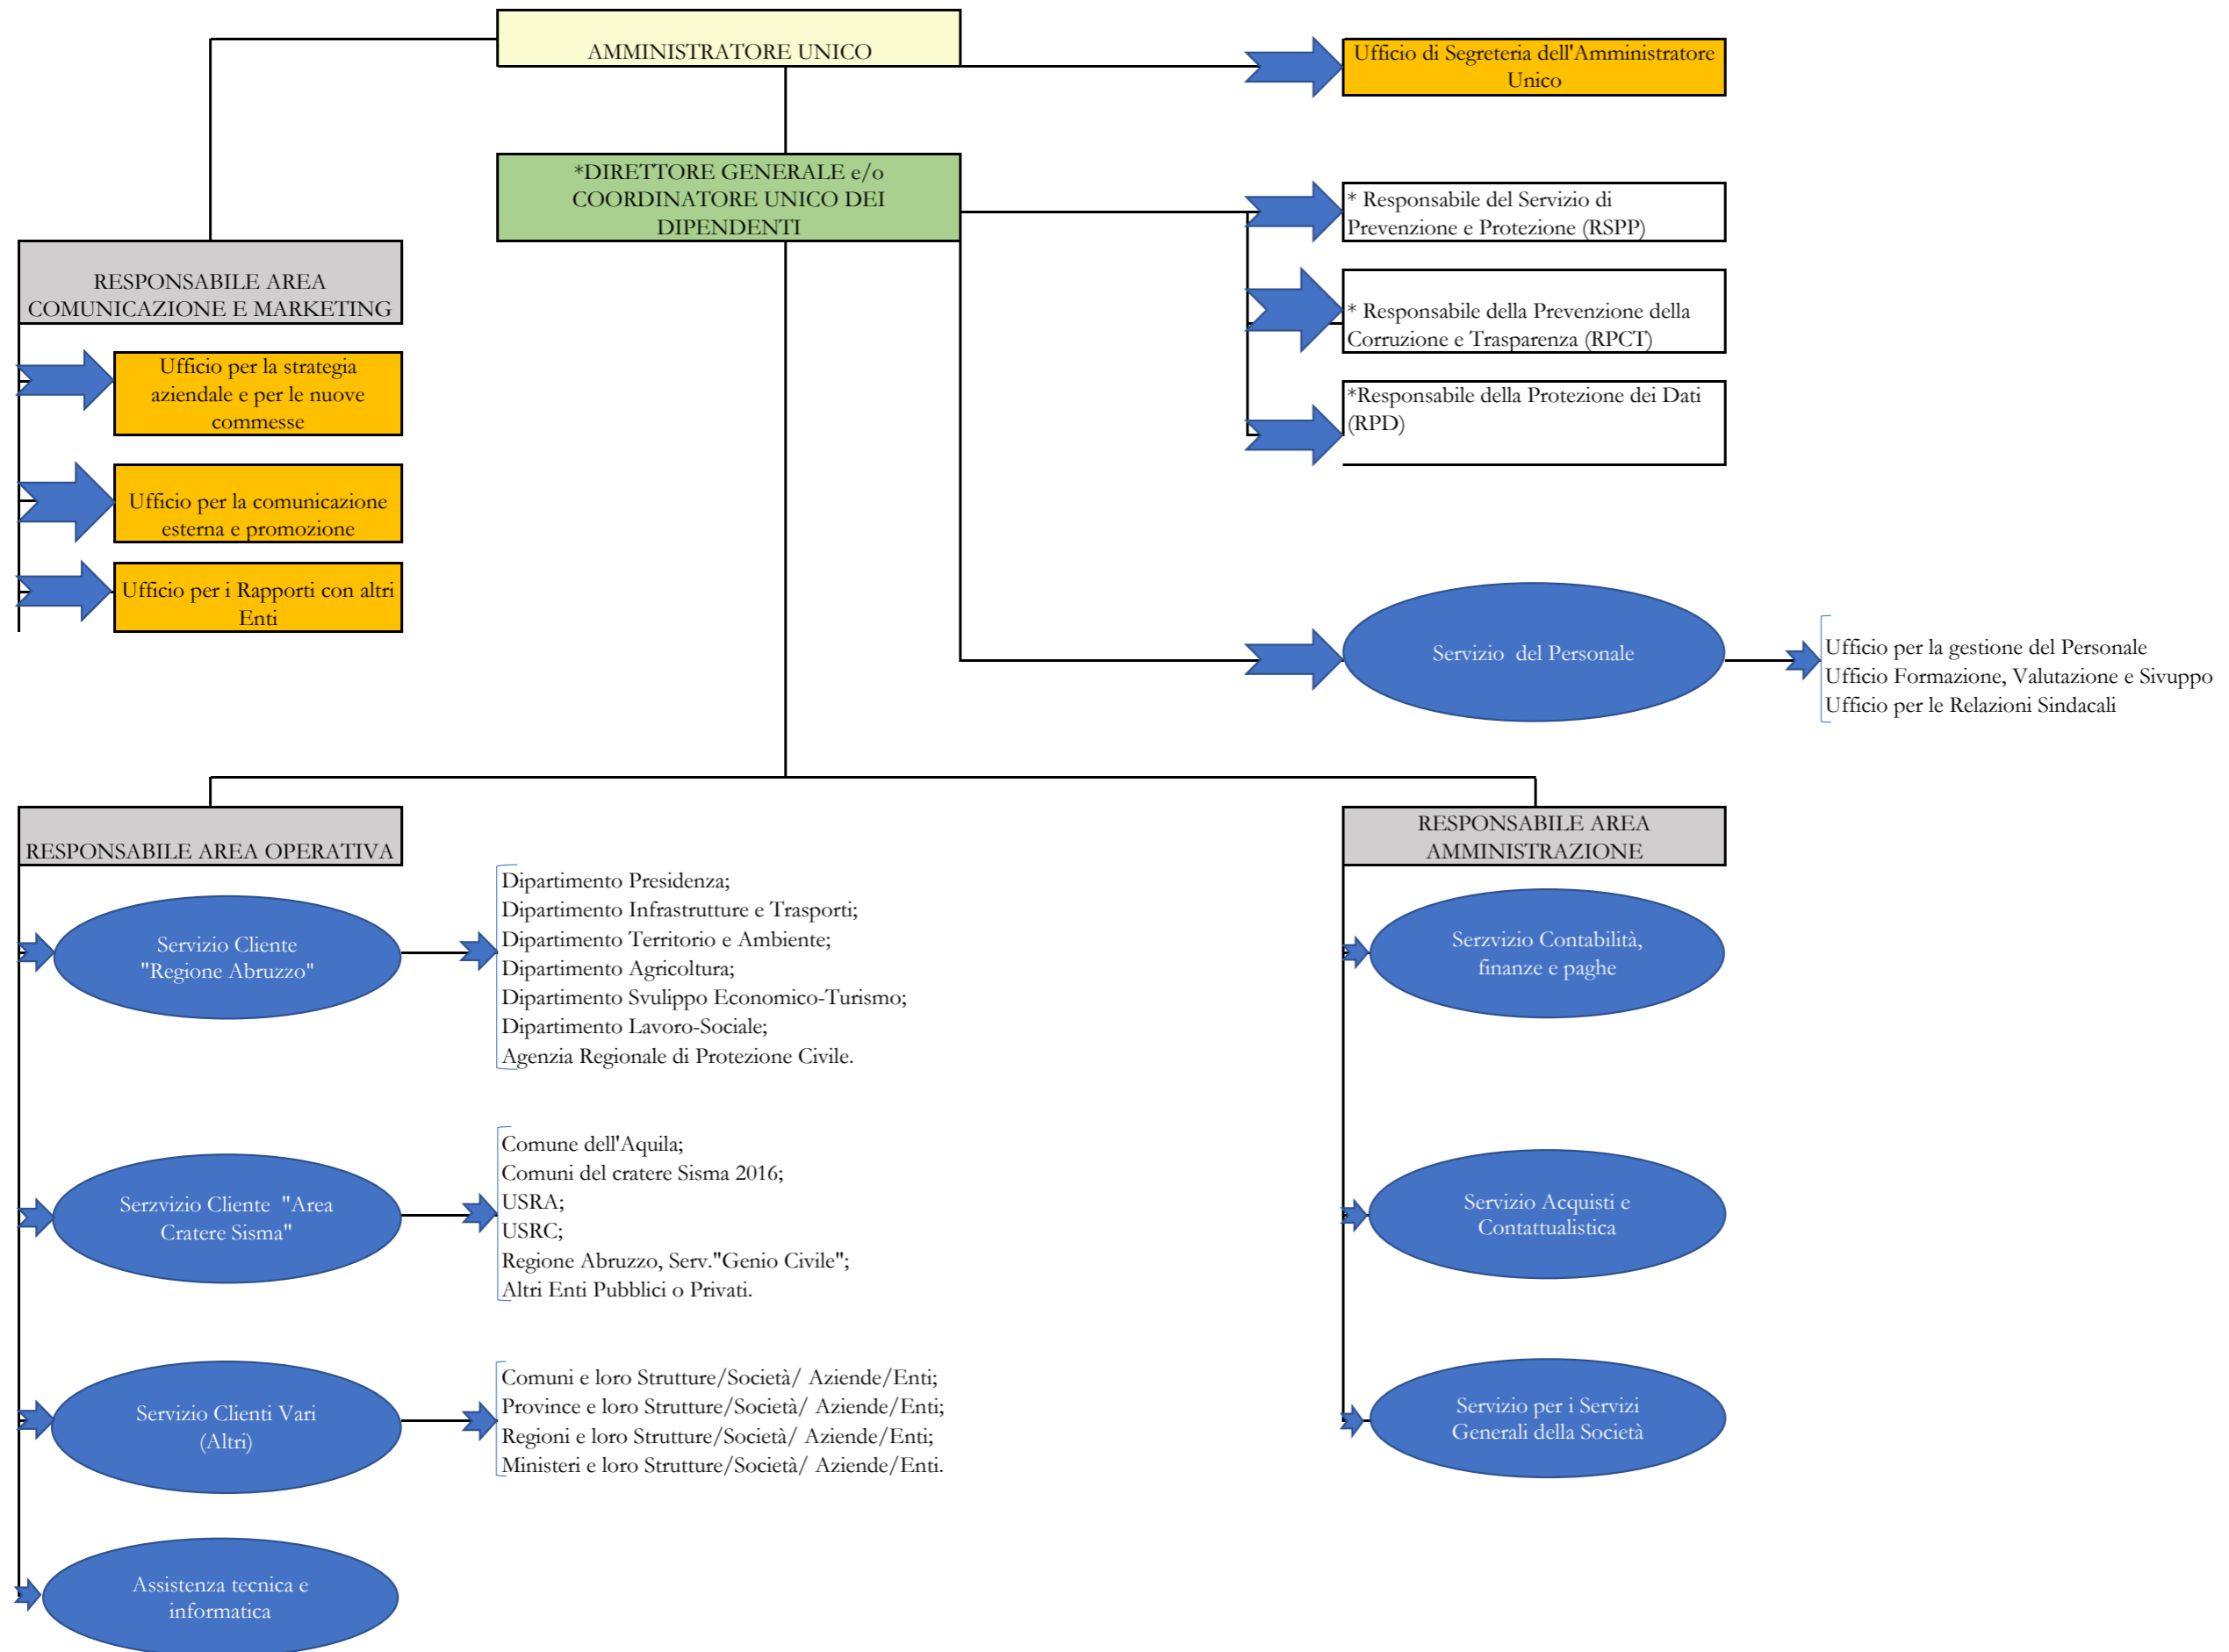 AMMINISTRATORE UNICO
Ufficio di Segreteria dell'Amministratore
Unico
*DIRETTORE GENERALE e/o
COORDINATORE UNICO DEI
DIPENDENTI
* Responsabile del Servizio di
Prevenzione e Protezione (RSPP)
* Responsabile della Prevenzione della
Corruzione e Trasparenza (RPCT)
*Responsabile della Protezione dei Dati
(RPD)
RESPONSABILE AREA
COMUNICAZIONE E MARKETING
Ufficio per la strategia
aziendale e per le nuove
commesse
Ufficio per la comunicazione
esterna e promozione
Ufficio per i Rapporti con altri
Enti
Servizio del Personale
Ufficio per la gestione del Personale
Ufficio Formazione, Valutazione e Sivuppo
Ufficio per le Relazioni Sindacali
RESPONSABILE AREA OPERATIVA
Servizio Cliente
"Regione Abruzzo"
Dipartimento Presidenza;
Dipartimento Infrastrutture e Trasporti;
Dipartimento Territorio e Ambiente;
Dipartimento Agricoltura;
Dipartimento Svulippo Economico-Turismo;
Dipartimento Lavoro-Sociale;
Agenzia Regionale di Protezione Civile.
Serzvizio Cliente "Area
Cratere Sisma"
Comune dell'Aquila;
Comuni del cratere Sisma 2016;
USRA;
USRC;
Regione Abruzzo, Serv."Genio Civile";
Altri Enti Pubblici o Privati.
Servizio Clienti Vari
(Altri)
Comuni e loro Strutture/Società/ Aziende/Enti;
Province e loro Strutture/Società/ Aziende/Enti;
Regioni e loro Strutture/Società/ Aziende/Enti;
Ministeri e loro Strutture/Società/ Aziende/Enti.
Assistenza tecnica e
informatica
RESPONSABILE AREA
AMMINISTRAZIONE
Serzvizio Contabilità,
finanze e paghe
Servizio Acquisti e
Contattualistica
Servizio per i Servizi
Generali della Società